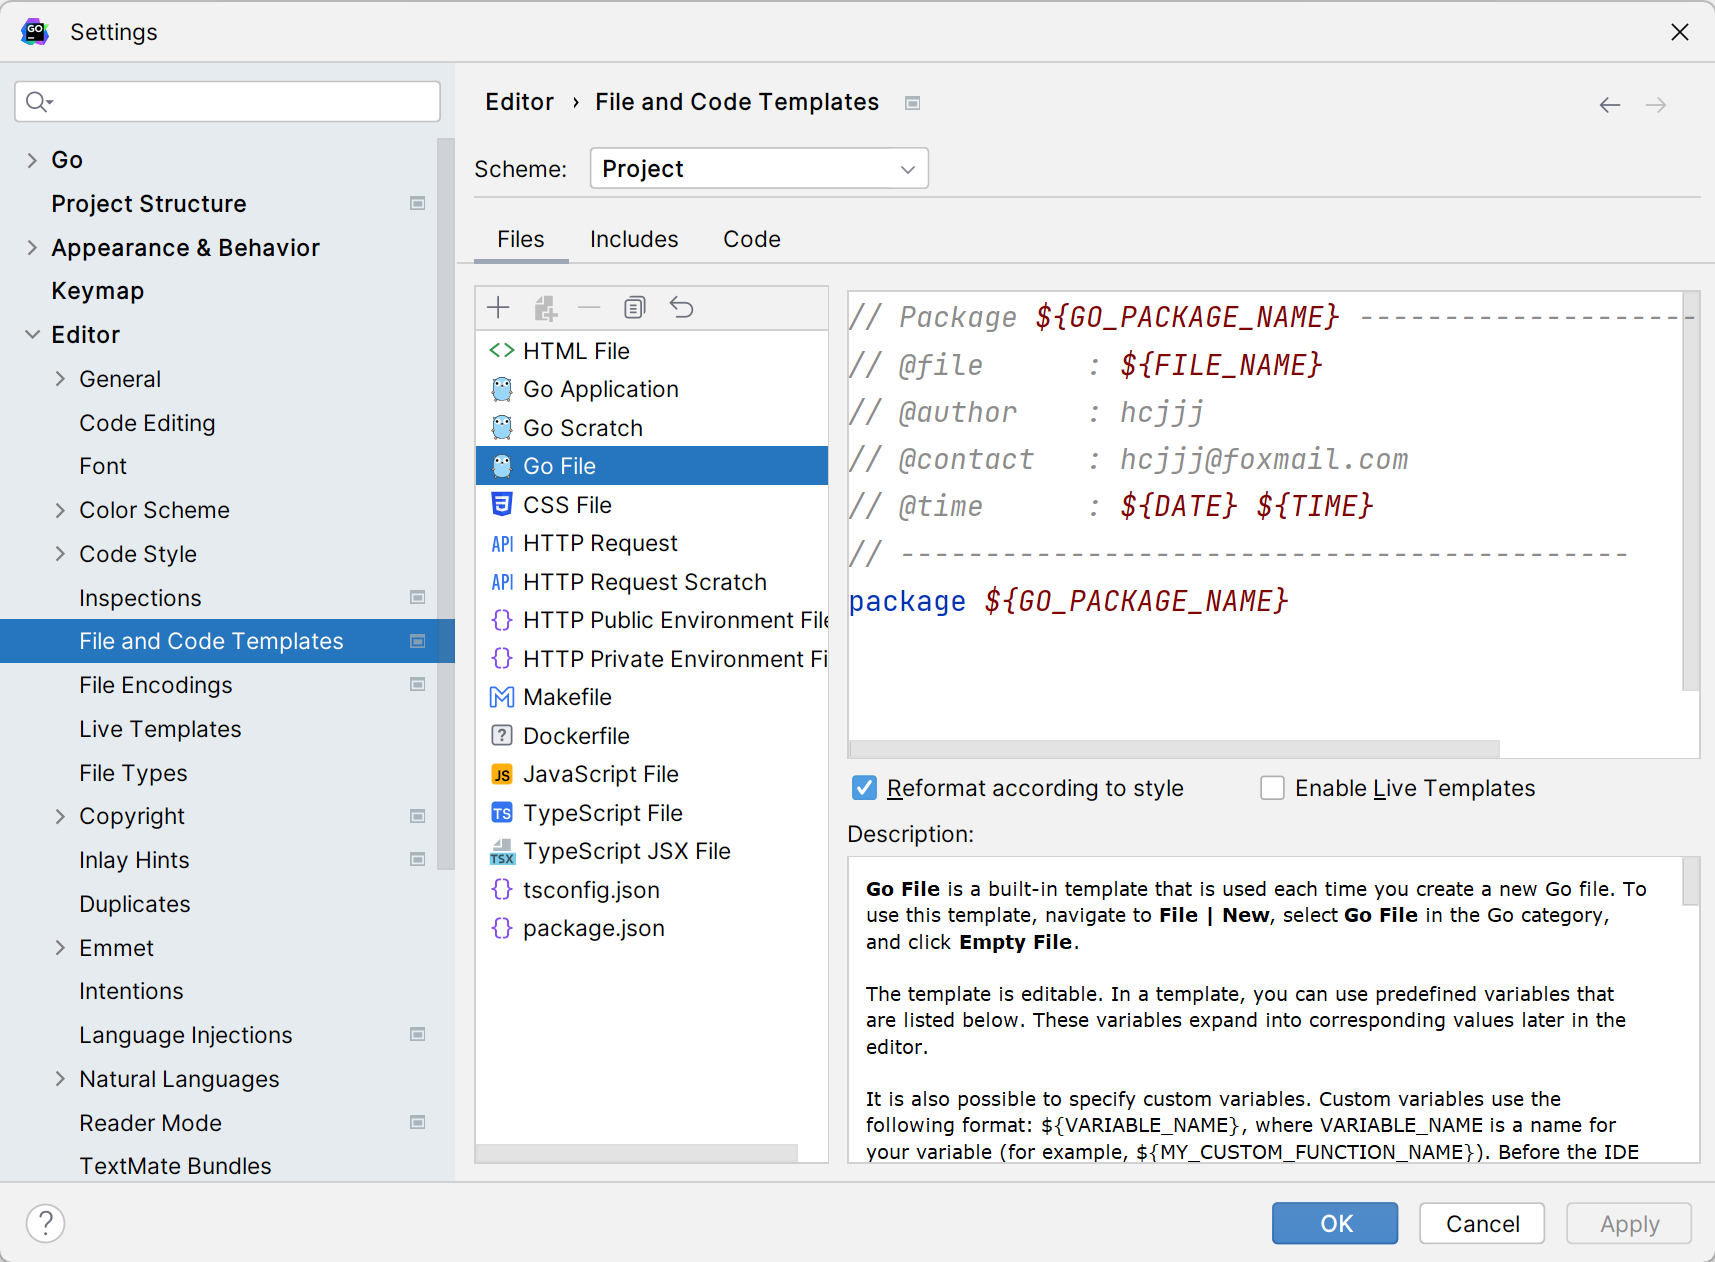 GO
Settings
Go
Project Structure
Appearance & Behavior
Keymap
Editor
General
Code Editing
Font
Color Scheme
Code Style
Inspections
File and Code Templates
File Encodings
Live Templates
File Types
Copyright
Inlay Hints
Duplicates
Emmet
Intentions
Language Injections
Natural Languages
Reader Mode
TextMate Bundles
Editor › File and Code Templates
Scheme: Project
Files Includes Code
HTML File
Go Application
Go Scratch
Go File
CSS File
API HTTP Request
API HTTP Request Scratch
{} HTTP Public Environment File
{} HTTP Private Environment Fi
Makefile
? Dockerfile
JS JavaScript File
TS TypeScript File
TSX TypeScript JSX File
{} tsconfig.json
{} package.json
// Package ${GO_PACKAGE_NAME} --------------------
// @file : ${FILE_NAME}
// @author : hcjjj
// @contact : hcjjj@foxmail.com
// @time : ${DATE} ${TIME}
// -------------------------------------------
package ${GO_PACKAGE_NAME}
Reformat according to style
Enable Live Templates
Description:
Go File is a built-in template that is used each time you create a new Go file. To
use this template, navigate to File | New, select Go File in the Go category,
and click Empty File.
The template is editable. In a template, you can use predefined variables that
are listed below. These variables expand into corresponding values later in the
editor.
It is also possible to specify custom variables. Custom variables use the
following format: ${VARIABLE_NAME}, where VARIABLE_NAME is a name for
your variable (for example, ${MY_CUSTOM_FUNCTION_NAME}). Before the IDE
?
OK Cancel Apply